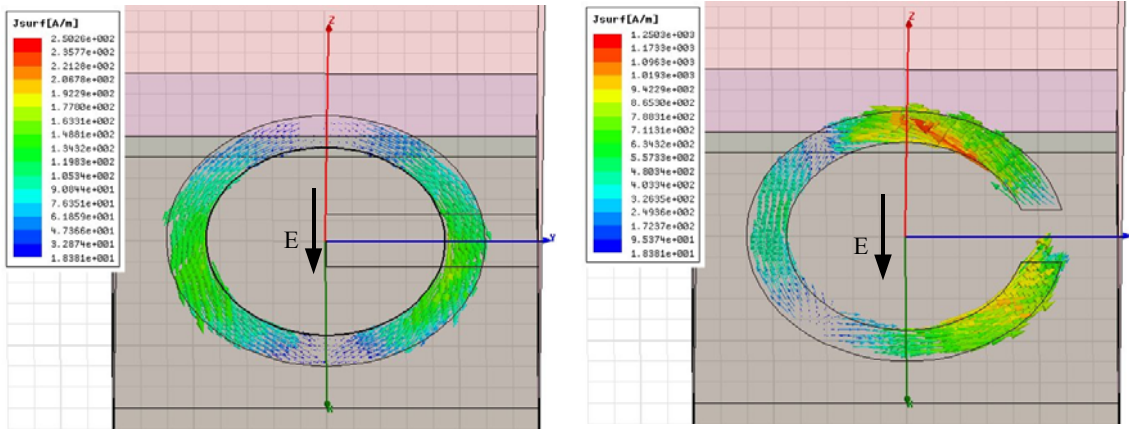 Jsurf[A/m]
2.5026e+002
2.3577e+002
2.2128e+002
2.0678e+002
1.9229e+002
1.7780e+002
1.6331e+002
1.4881e+002
1.3432e+002
1.1983e+002
1.0534e+002
9.0844e+001
7.6351e+001
6.1859e+001
4.7366e+001
3.2874e+001
1.8381e+001
Z
E
Y
Jsurf[A/m]
1.2503e+003
1.1733e+003
1.0963e+003
1.0193e+003
9.4229e+002
8.6530e+002
7.8831e+002
7.1131e+002
6.3432e+002
5.5733e+002
4.8034e+002
4.0334e+002
3.2635e+002
2.4936e+002
1.7237e+002
9.5374e+001
1.8381e+001
Z
E